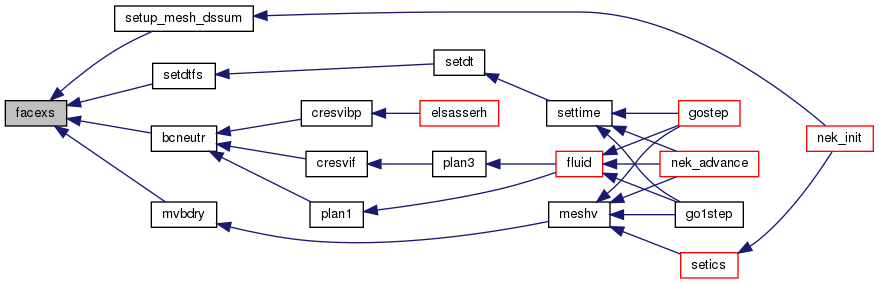 setup_mesh_dssum
setdt
setdtfs
facexs
cresvibp
elsasserh
settime
gostep
bcneutr
nek_init
cresvif
plan3
fluid
nek_advance
mvbdry
plan1
meshv
go1step
setics